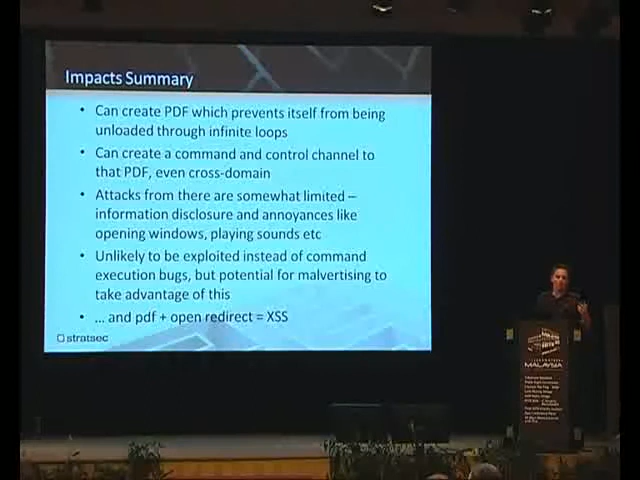 Impacts Summary
• Can create PDF which prevents itself from being
unloaded through infinite loops
• Can create a command and control channel to
that PDF, even cross-domain
• Attacks from there are somewhat limited –
information disclosure and annoyances like
opening windows, playing sounds etc
• Unlikely to be exploited instead of command
execution bugs, but potential for malvertising to
take advantage of this
• ... and pdf + open redirect = XSS
stratsec
MALAYSIA